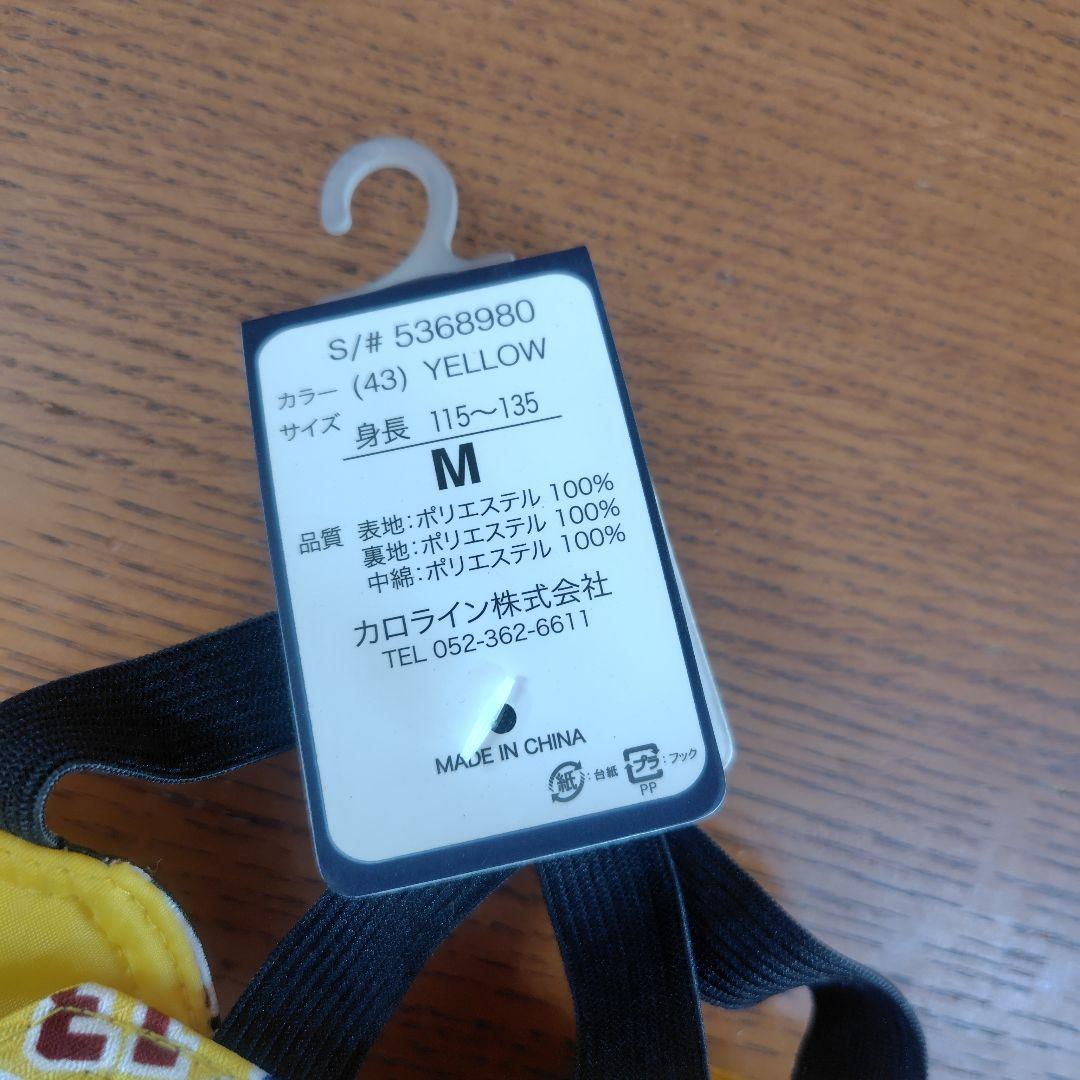 S/# 5368980
カラー (43) YELLOW
サイズ 身長 115～135
M
品質 表地:ポリエステル 100%
裏地:ポリエステル 100%
中綿:ポリエステル 100%
カロライン株式会社
TEL 052-362-6611
MADE IN CHINA
紙:台紙 プラ:フック
PP